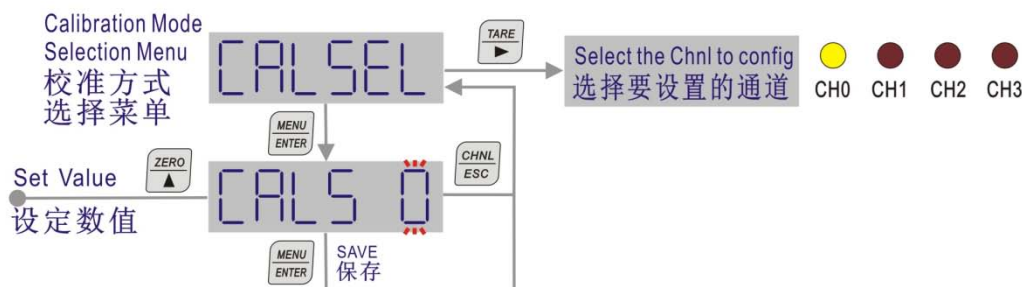 Calibration Mode
Selection Menu
校准方式
选择菜单
CALSEL
TARE
Select the Chnl to config
选择要设置的通道
CH0 CH1 CH2 CH3
MENU
ENTER
Set Value
设定数值
ZERO
CALS 0
CHNL
ESC
MENU
ENTER
SAVE
保存